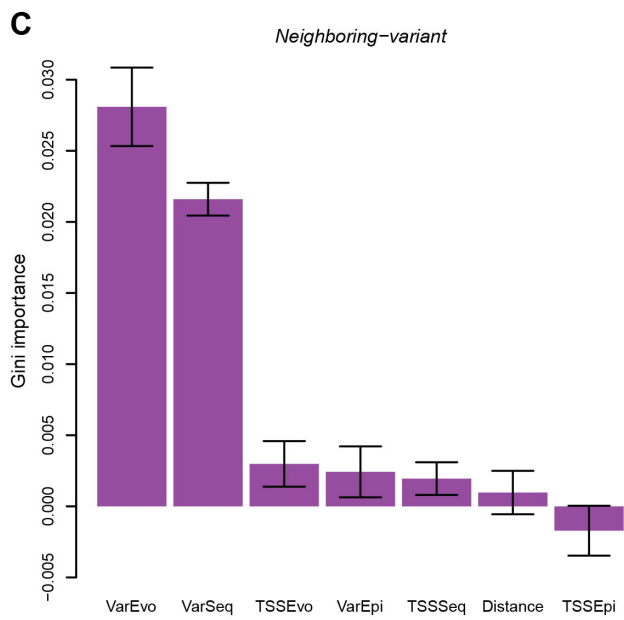 C
Neighboring−variant
Gini importance
0.030
0.025
0.020
0.015
0.010
0.005
0.000
−0.005
VarEvo VarSeq TSSEvo VarEpi TSSSeq Distance TSSEpi